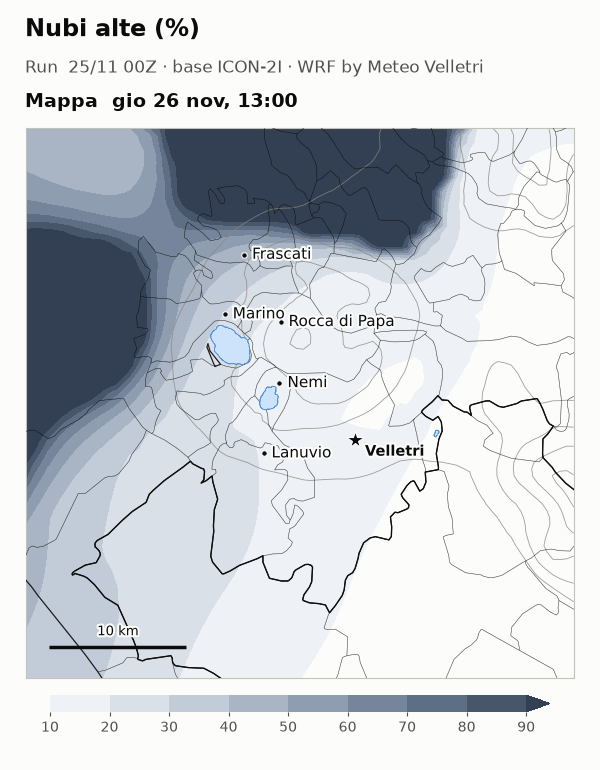 Nubi alte (%)
Run  25/11 00Z · base ICON-2I · WRF by Meteo Velletri
Mappa  gio 26 nov, 13:00
Frascati
Marino
Rocca di Papa
Nemi
Velletri
Lanuvio
10 km
10 20 30 40 50 60 70 80 90